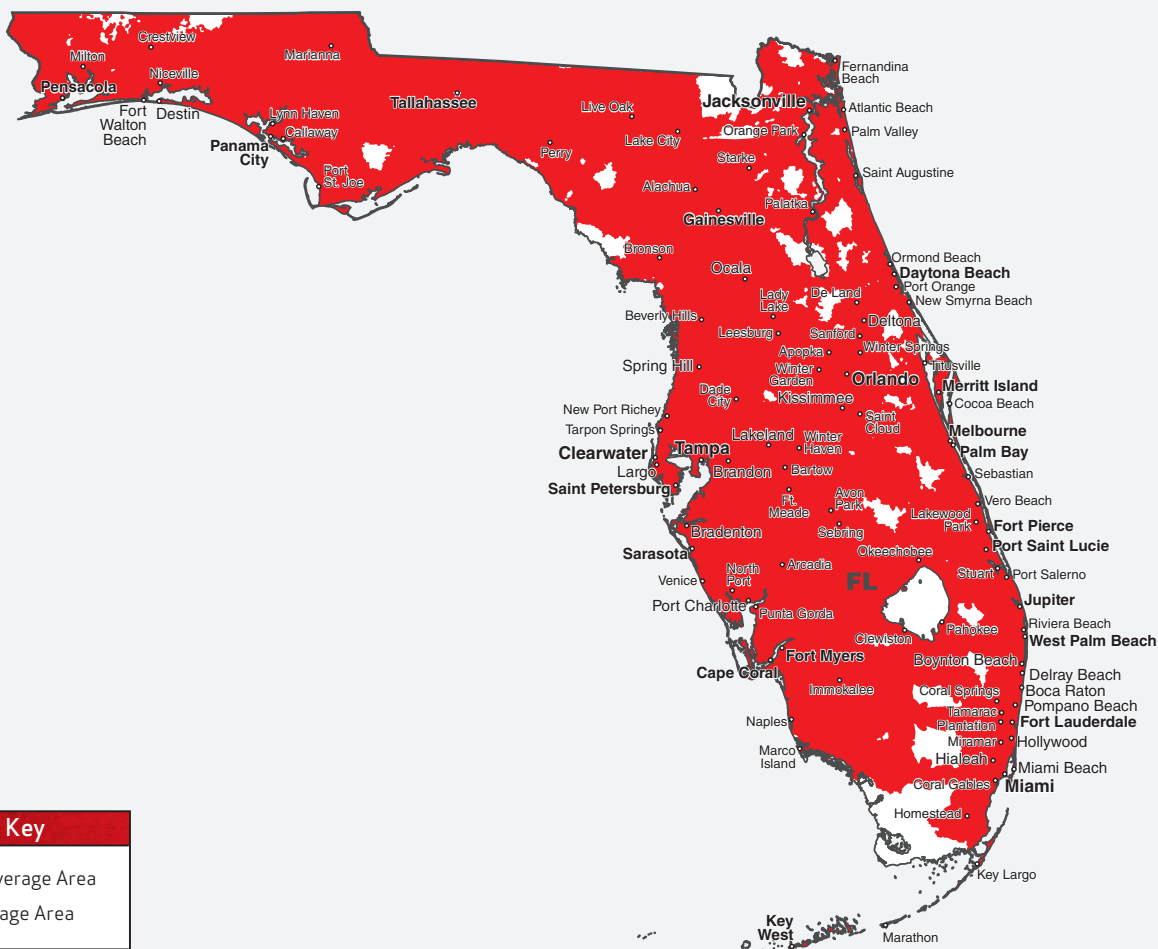 Crestview
Milton
Marianna
Niceville
Pensacola
Fort
Walton
Beach
Destin
Lynn Haven
Callaway
Panama
City
Port
St. Joe
Tallahassee
Live Oak
Lake City
Perry
Jacksonville
Fernandina
Beach
Atlantic Beach
Orange Park
Palm Valley
Starke
Saint Augustine
Alachua
Palatka
Gainesville
Bronson
Ocala
Ormond Beach
Daytona Beach
Port Orange
New Smyrna Beach
De Land
Lady
Lake
Beverly Hills
Leesburg
Deltona
Sanford
Winter Springs
Apopka
Titusville
Spring Hill
Winter
Garden
Orlando
Merritt Island
Dade
City
Kissimmee
Cocoa Beach
New Port Richey
Saint
Cloud
Tarpon Springs
Lakeland
Winter
Haven
Melbourne
Clearwater
Tampa
Palm Bay
Largo
Brandon
Bartow
Sebastian
Saint Petersburg
Ft.
Meade
Avon
Park
Vero Beach
Lakewood
Park
Bradenton
Sebring
Fort Pierce
Sarasota
Okeechobee
Port Saint Lucie
North
Port
Arcadia
Venice
FL
Stuart
Port Salerno
Port Charlotte
Punta Gorda
Jupiter
Clewiston
Pahokee
Riviera Beach
West Palm Beach
Fort Myers
Boynton Beach
Cape Coral
Delray Beach
Immokalee
Coral Springs
Boca Raton
Tamarac
Pompano Beach
Naples
Plantation
Fort Lauderdale
Miramar
Hollywood
Marco
Island
Hialeah
Miami Beach
Coral Gables
Miami
Homestead
Key Largo
Key
West
Marathon
Key
verage Area
age Area